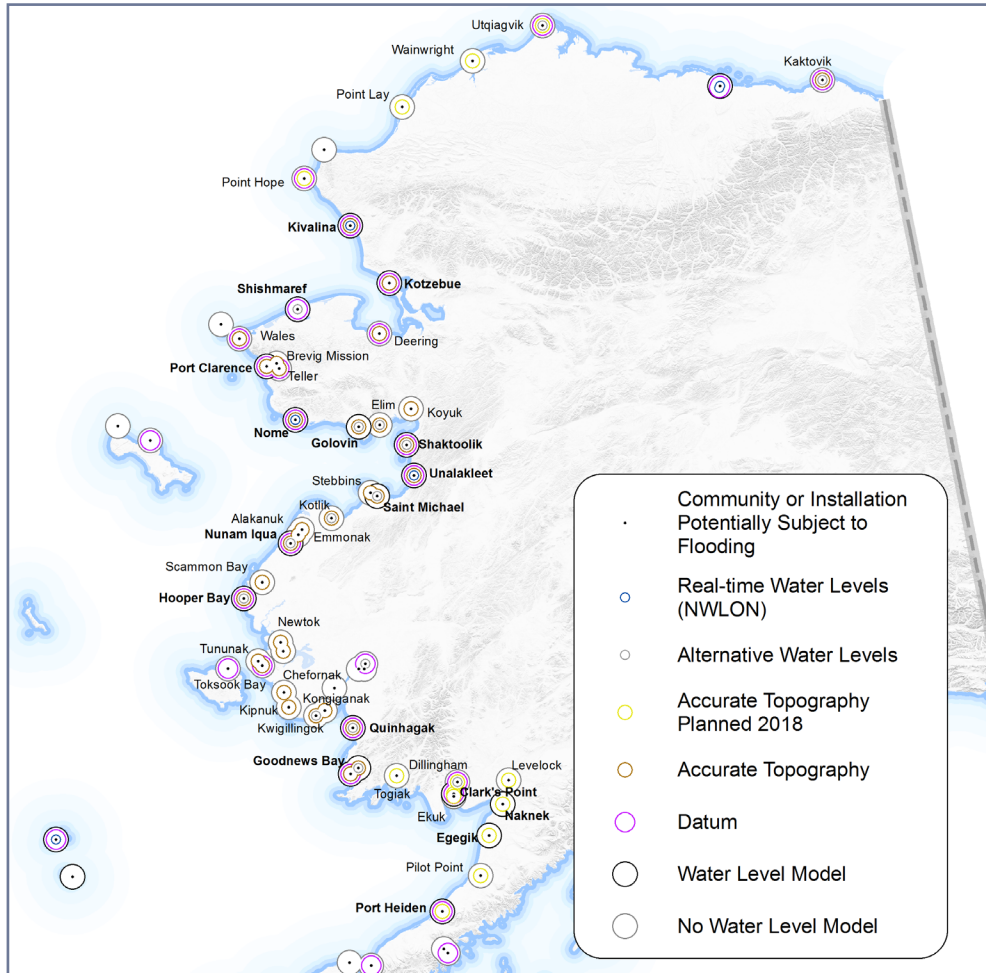 Utqiagvik
Wainwright
Kaktovik
Point Lay
Point Hope
Kivalina
Kotzebue
Shishmaref
Wales
Deering
Brevig Mission
Port Clarence
Teller
Elim
Koyuk
Nome
Golovin
Shaktoolik
Unalakleet
Stebbins
Saint Michael
Kotlik
Alakanuk
Nunam Iqua
Emmonak
Scammon Bay
Hooper Bay
Newtok
Tununak
Toksook Bay
Chefornak
Kongiganak
Kipnuk
Kwigillingok
Quinhagak
Goodnews Bay
Dillingham
Levelock
Togiak
Clark's Point
Ekuk
Naknek
Egegik
Pilot Point
Port Heiden
Community or Installation
Potentially Subject to
Flooding
Real-time Water Levels
(NWLON)
Alternative Water Levels
Accurate Topography
Planned 2018
Accurate Topography
Datum
Water Level Model
No Water Level Model